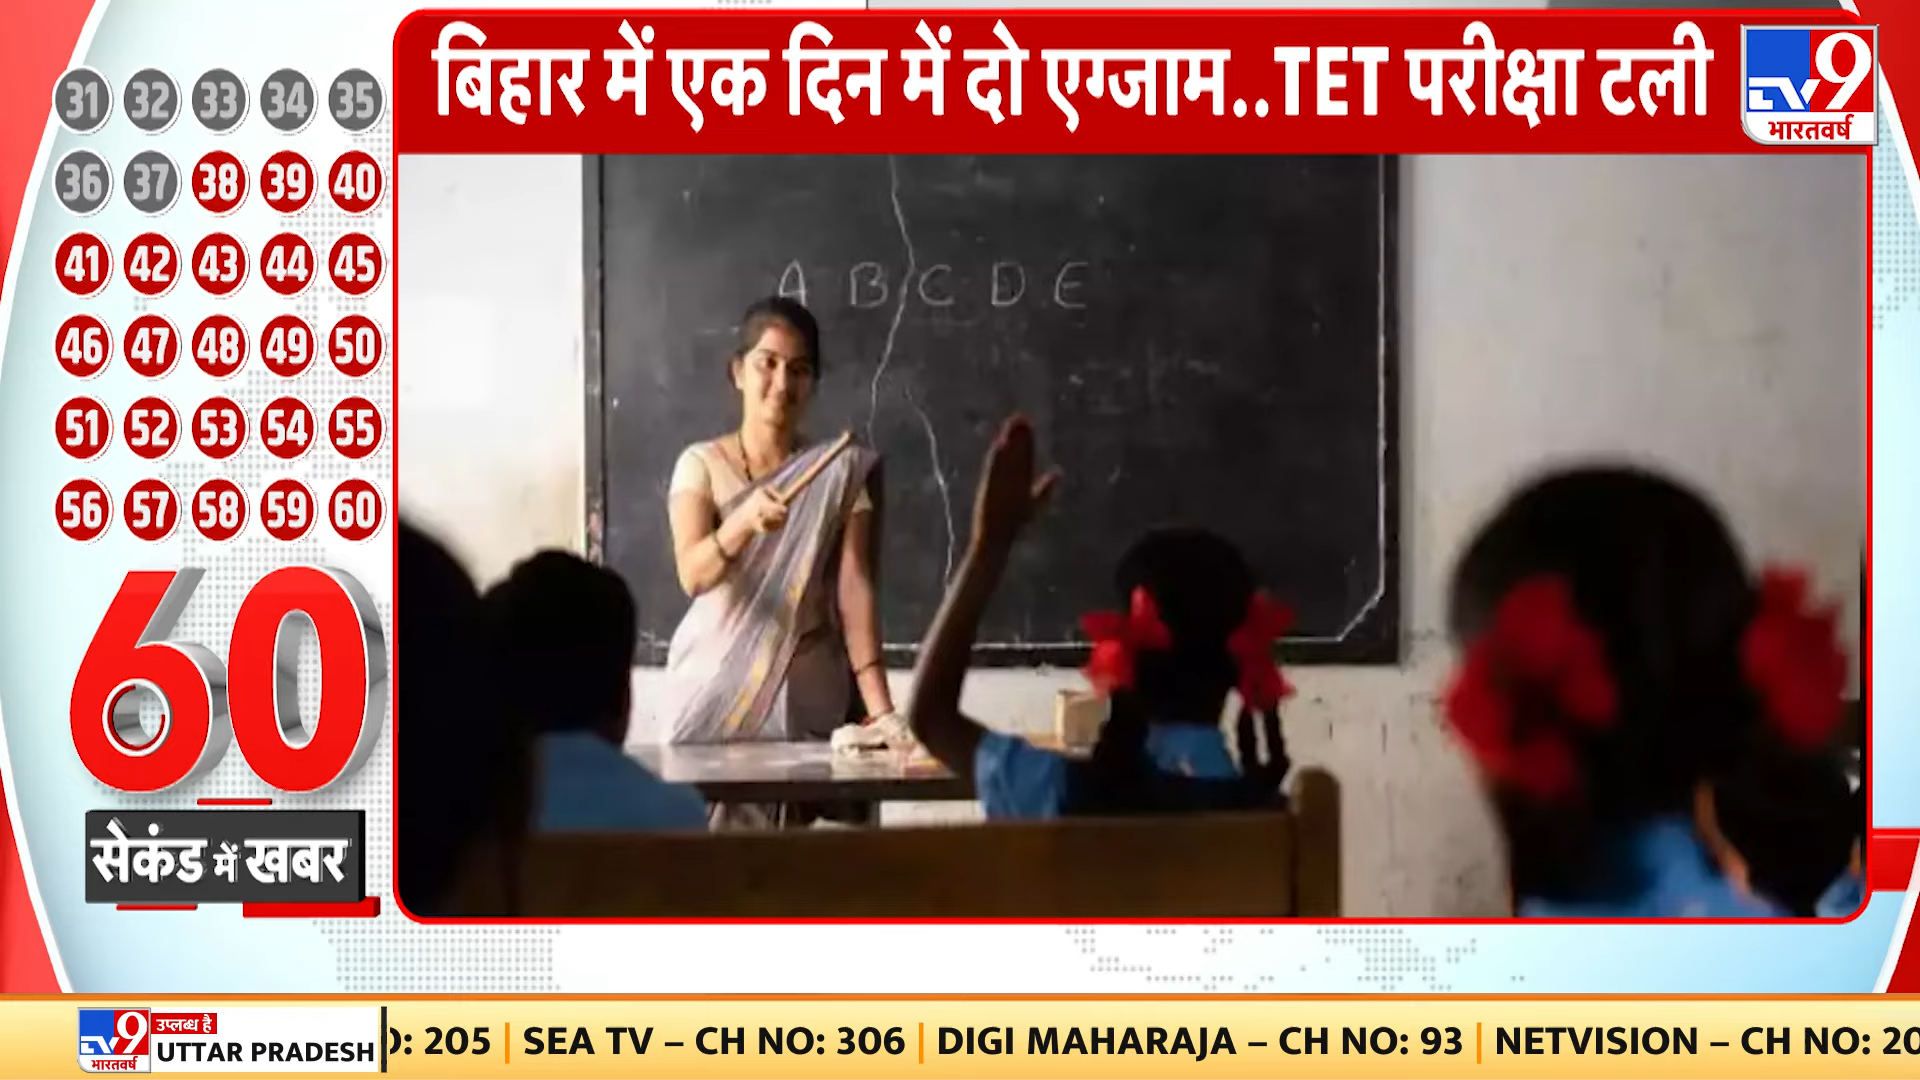 बिहार में एक दिन में दो एग्जाम..TET परीक्षा टली
TV9
भारतवर्ष
31 32 33 34 35
36 37 38 39 40
41 42 43 44 45
46 47 48 49 50
51 52 53 54 55
56 57 58 59 60
A B C D E
60
सेकंड में खबर
TV9
भारतवर्ष
उपलब्ध है
UTTAR PRADESH
: 205 | SEA TV – CH NO: 306 | DIGI MAHARAJA – CH NO: 93 | NETVISION – CH NO: 20